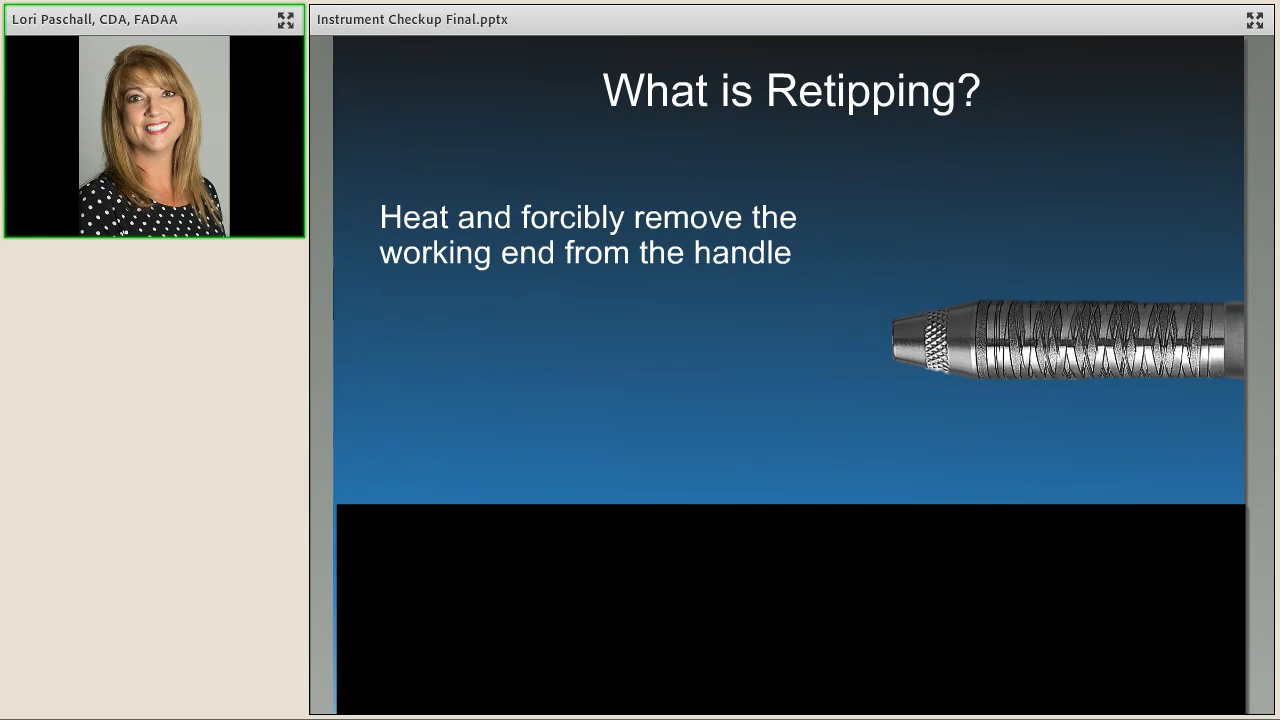 Lori Paschall, CDA, FADAA
Instrument Checkup Final.pptx
What is Retipping?
Heat and forcibly remove the
working end from the handle